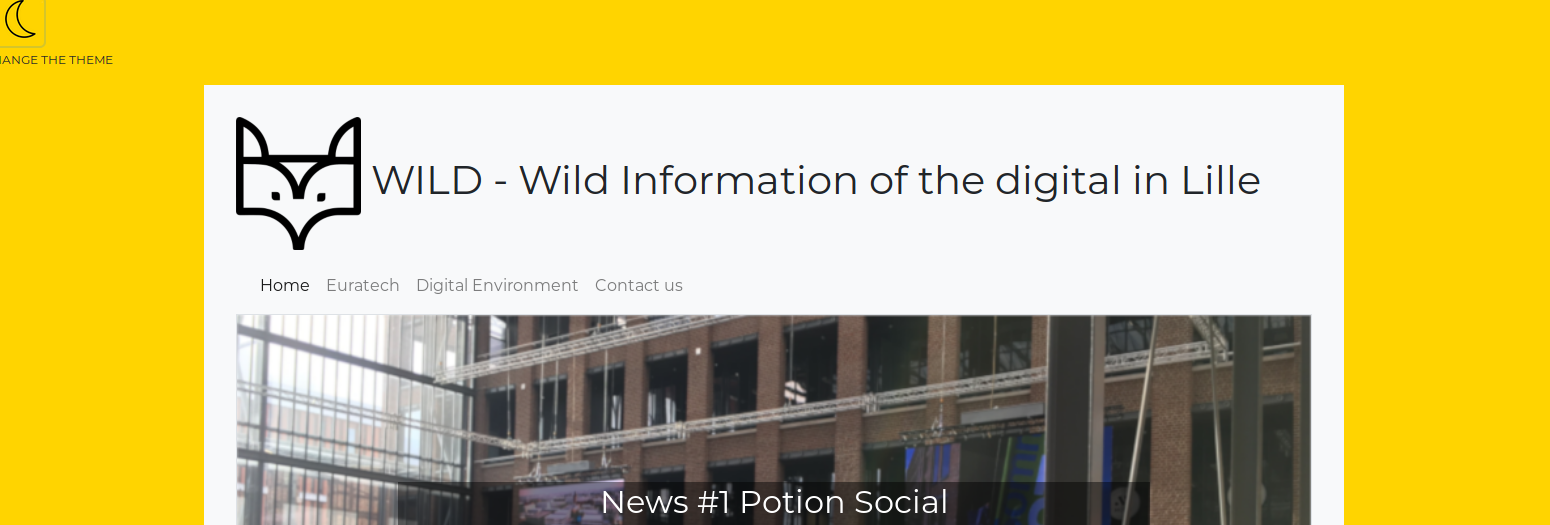 HANGE THE THEME
WILD - Wild Information of the digital in Lille
Home Euratech Digital Environment Contact us
News #1 Potion Social